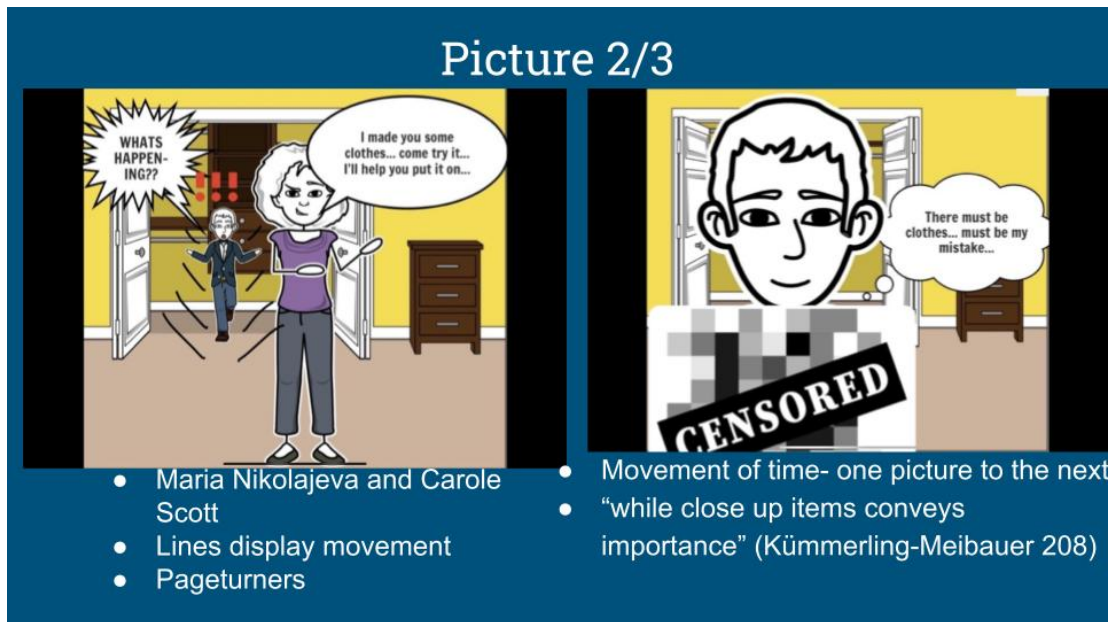 Picture 2/3
WHATS
HAPPEN-
ING??
!!!
I made you some
clothes... come try it...
I'll help you put it on...
There must be
clothes... must be my
mistake...
CENSORED
● Maria Nikolajeva and Carole
Scott
● Lines display movement
● Pageturners
● Movement of time- one picture to the next
● “while close up items conveys
importance” (Kümmerling-Meibauer 208)